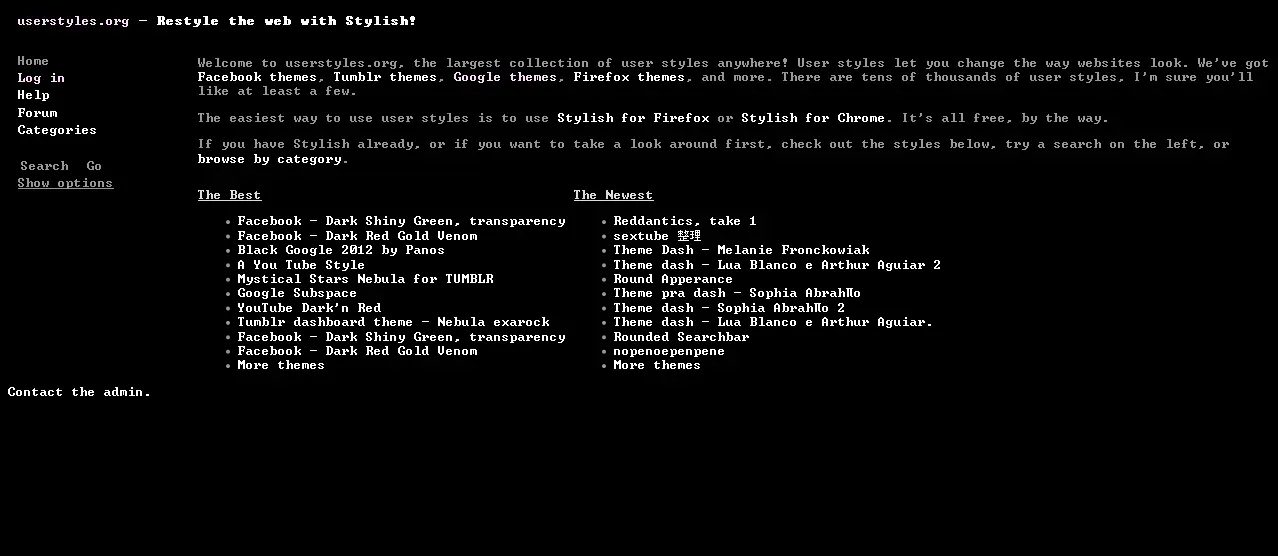 userstyles.org – Restyle the web with Stylish!
Home
Log in
Help
Forum
Categories
Search Go
Show options
Welcome to userstyles.org, the largest collection of user styles anywhere! User styles let you change the way websites look. We've got
Facebook themes, Tumblr themes, Google themes, Firefox themes, and more. There are tens of thousands of user styles, I'm sure you'll
like at least a few.
The easiest way to use user styles is to use Stylish for Firefox or Stylish for Chrome. It's all free, by the way.
If you have Stylish already, or if you want to take a look around first, check out the styles below, try a search on the left, or
browse by category.
The Best
Facebook – Dark Shiny Green, transparency
Facebook – Dark Red Gold Venom
Black Google 2012 by Panos
A You Tube Style
Mystical Stars Nebula for TUMBLR
Google Subspace
YouTube Dark'n Red
Tumblr dashboard theme – Nebula exarock
Facebook – Dark Shiny Green, transparency
Facebook – Dark Red Gold Venom
More themes
The Newest
Reddantics, take 1
sextube 整理
Theme Dash – Melanie Fronckowiak
Theme dash – Lua Blanco e Arthur Aguiar 2
Round Apperance
Theme pra dash – Sophia
Theme dash – Sophia 2
Theme dash – Lua Blanco e Arthur Aguiar.
Rounded Searchbar
nopenoepenpene
More themes
Contact the admin.